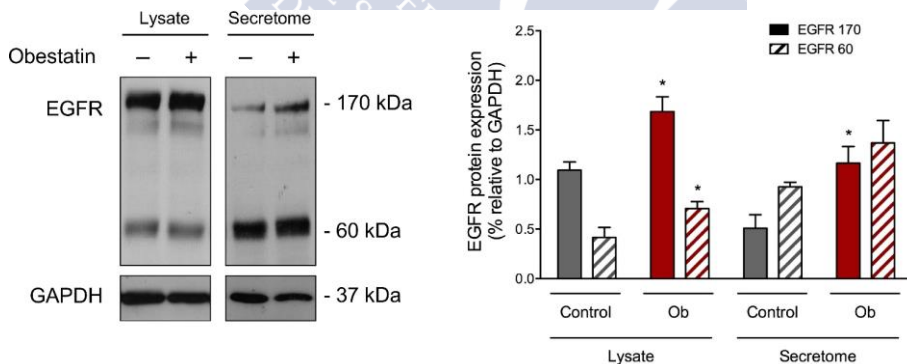 Lysate Secretome
Obestatin – + – +
EGFR - 170 kDa
- 60 kDa
GAPDH - 37 kDa
EGFR protein expression
(% relative to GAPDH)
2.5
2.0
1.5
1.0
0.5
0.0
EGFR 170
EGFR 60
*
*
*
Control Ob Control Ob
Lysate Secretome